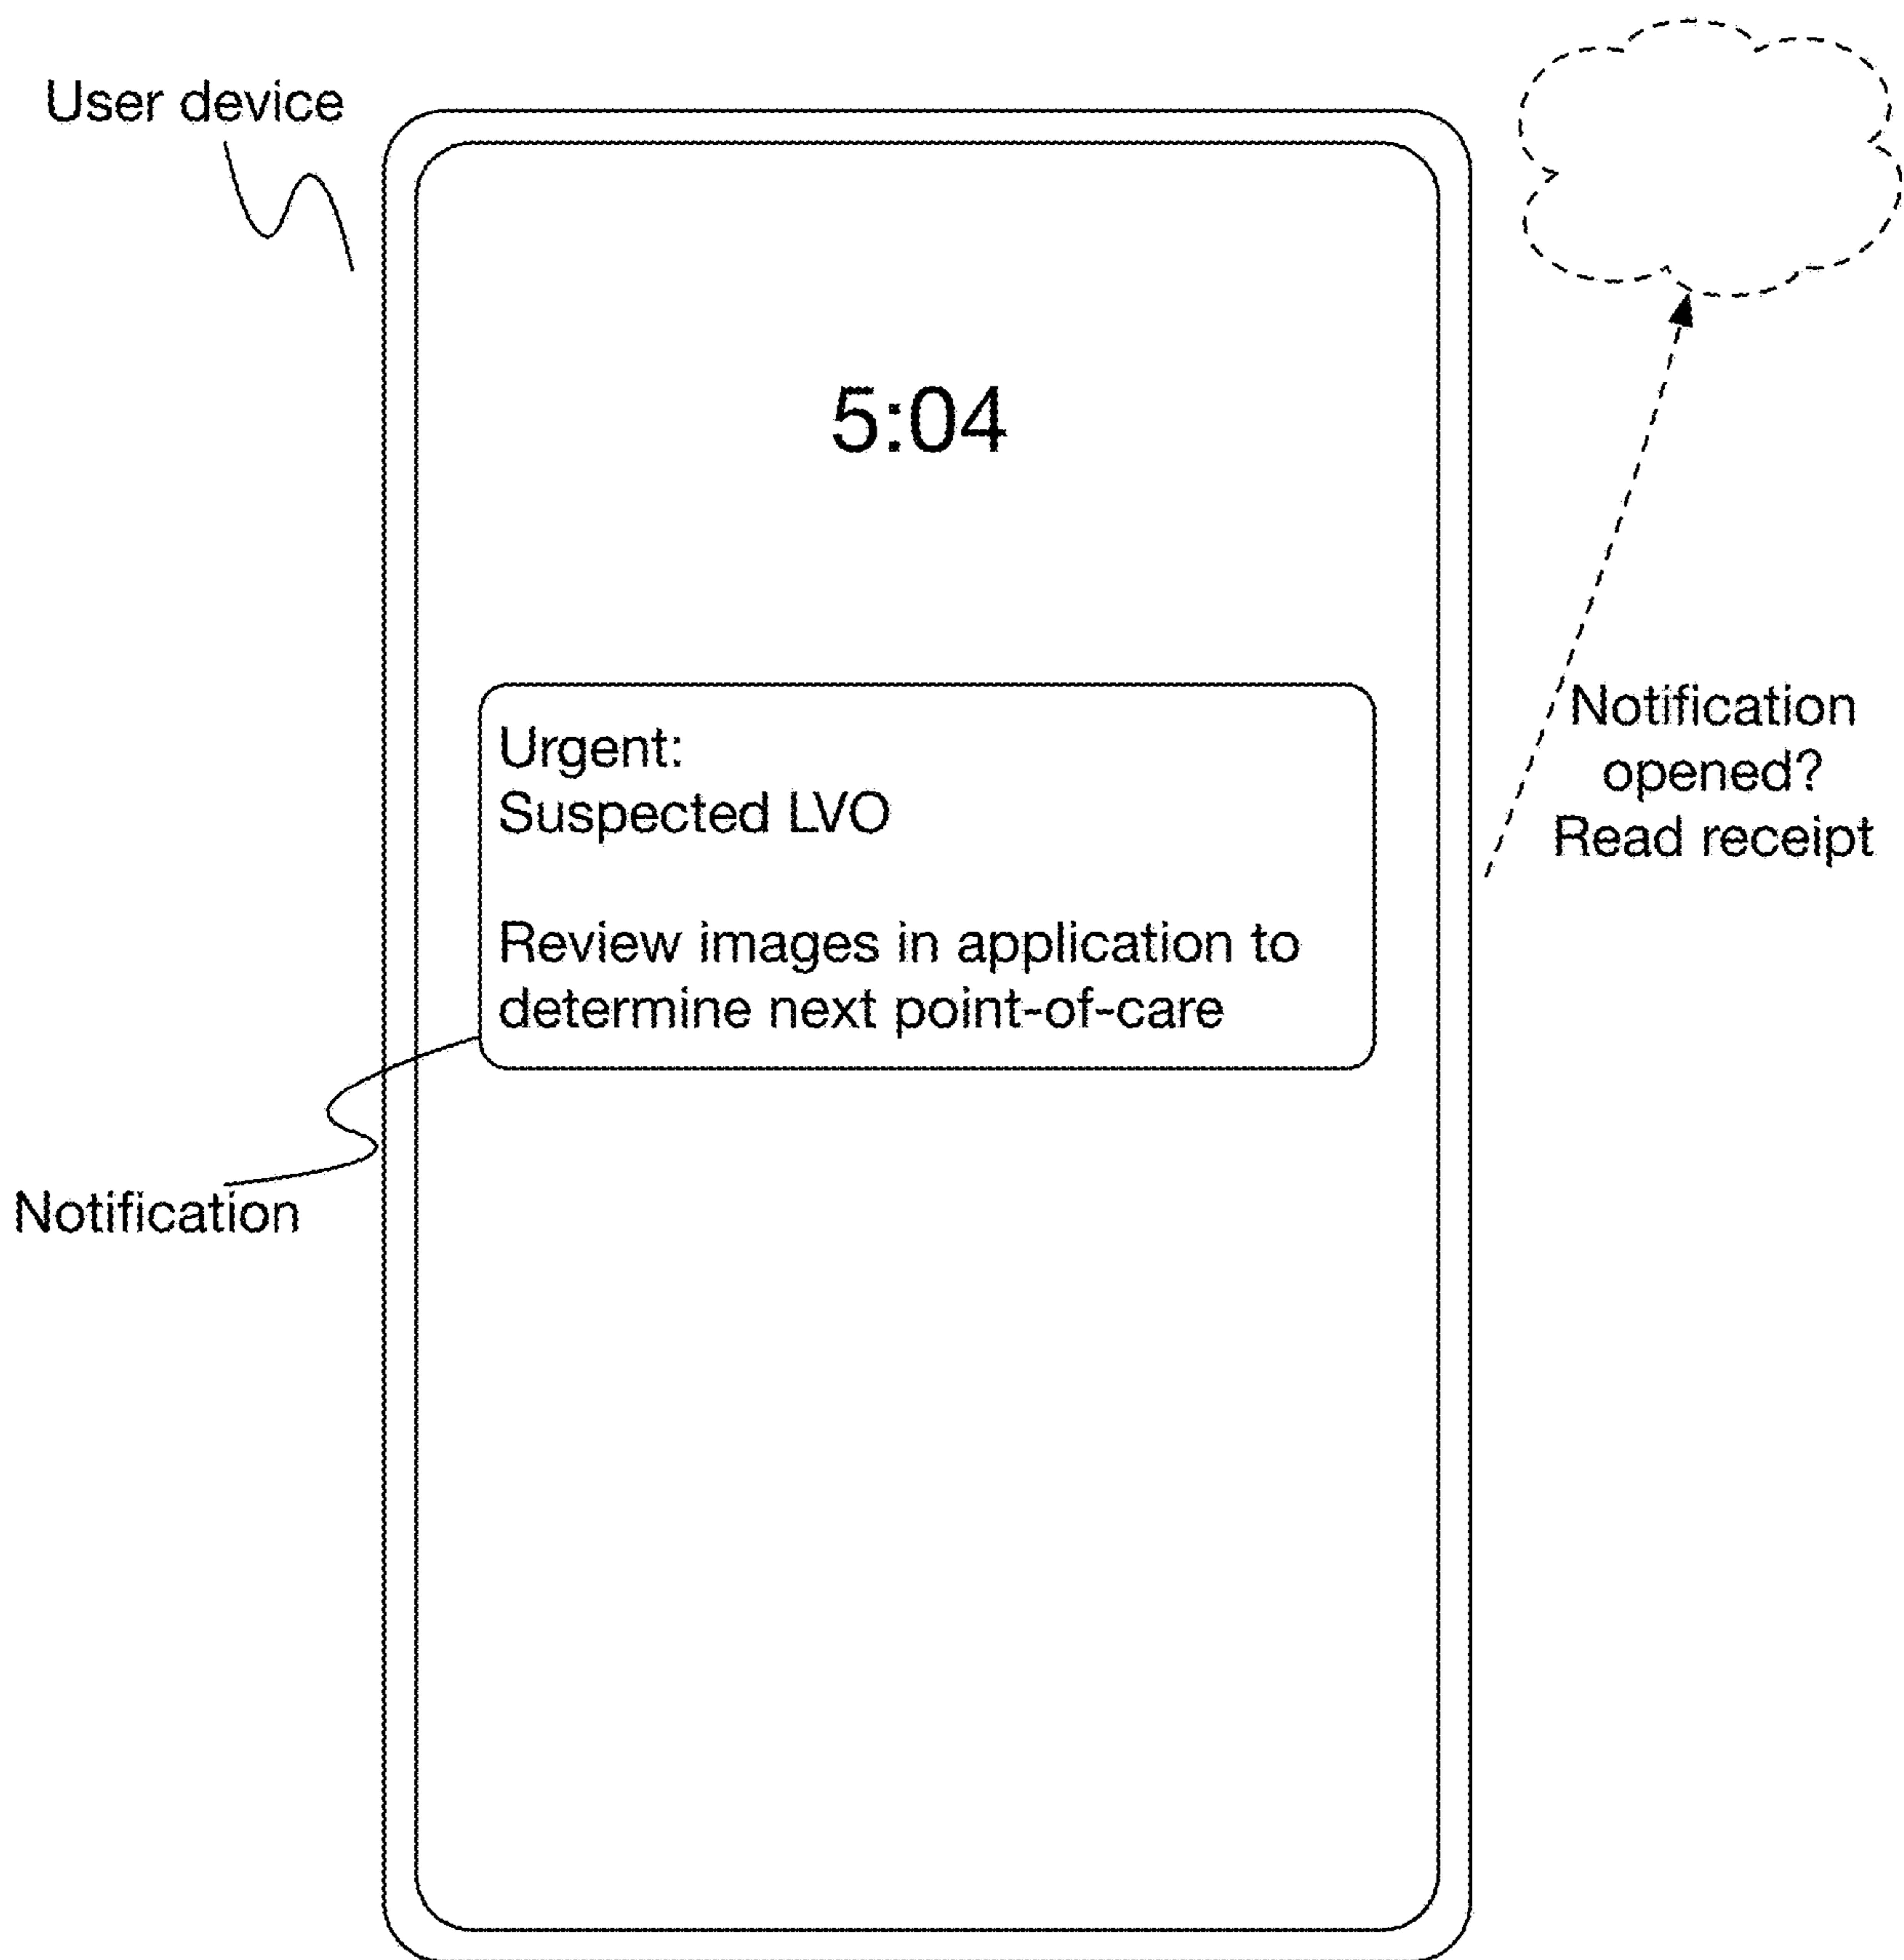 User device
5:04
Urgent:
Suspected LVO
Review images in application to
determine next point-of-care
Notification
opened?
Read receipt
Notification